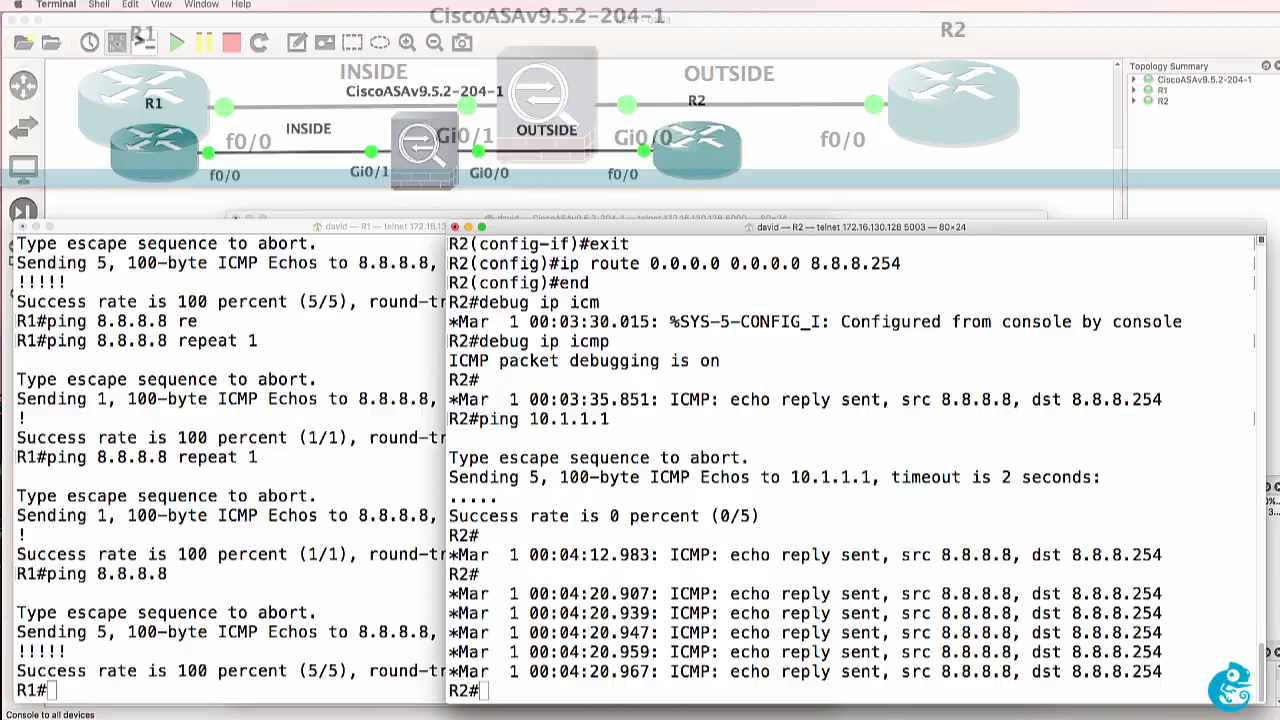 Terminal Shell Edit View Window Help
CiscoASAv9.5.2-204-1
R1
R2
INSIDE
OUTSIDE
CiscoASAv9.5.2-204-1
R1
R2
INSIDE
OUTSIDE
f0/0
Gi0/1
Gi0/0
f0/0
f0/0
Gi0/1
Gi0/0
f0/0
Topology Summary
CiscoASAv9.5.2-204-1
R1
R2
david — R1 — telnet 172.16.130.128
Type escape sequence to abort.
Sending 5, 100-byte ICMP Echos to 8.8.8.8,
!!!!!
Success rate is 100 percent (5/5), round-tr
R1#ping 8.8.8.8 re
R1#ping 8.8.8.8 repeat 1
Type escape sequence to abort.
Sending 1, 100-byte ICMP Echos to 8.8.8.8,
!
Success rate is 100 percent (1/1), round-tr
R1#ping 8.8.8.8 repeat 1
Type escape sequence to abort.
Sending 1, 100-byte ICMP Echos to 8.8.8.8,
!
Success rate is 100 percent (1/1), round-tr
R1#ping 8.8.8.8
Type escape sequence to abort.
Sending 5, 100-byte ICMP Echos to 8.8.8.8,
!!!!!
Success rate is 100 percent (5/5), round-tr
R1#
david — R2 — telnet 172.16.130.128 5003 — 80×24
R2(config-if)#exit
R2(config)#ip route 0.0.0.0 0.0.0.0 8.8.8.254
R2(config)#end
R2#debug ip icm
*Mar  1 00:03:30.015: %SYS-5-CONFIG_I: Configured from console by console
R2#debug ip icmp
ICMP packet debugging is on
R2#
*Mar  1 00:03:35.851: ICMP: echo reply sent, src 8.8.8.8, dst 8.8.8.254
R2#ping 10.1.1.1
Type escape sequence to abort.
Sending 5, 100-byte ICMP Echos to 10.1.1.1, timeout is 2 seconds:
.....
Success rate is 0 percent (0/5)
R2#
*Mar  1 00:04:12.983: ICMP: echo reply sent, src 8.8.8.8, dst 8.8.8.254
R2#
*Mar  1 00:04:20.907: ICMP: echo reply sent, src 8.8.8.8, dst 8.8.8.254
*Mar  1 00:04:20.939: ICMP: echo reply sent, src 8.8.8.8, dst 8.8.8.254
*Mar  1 00:04:20.947: ICMP: echo reply sent, src 8.8.8.8, dst 8.8.8.254
*Mar  1 00:04:20.959: ICMP: echo reply sent, src 8.8.8.8, dst 8.8.8.254
*Mar  1 00:04:20.967: ICMP: echo reply sent, src 8.8.8.8, dst 8.8.8.254
R2#
Console to all devices